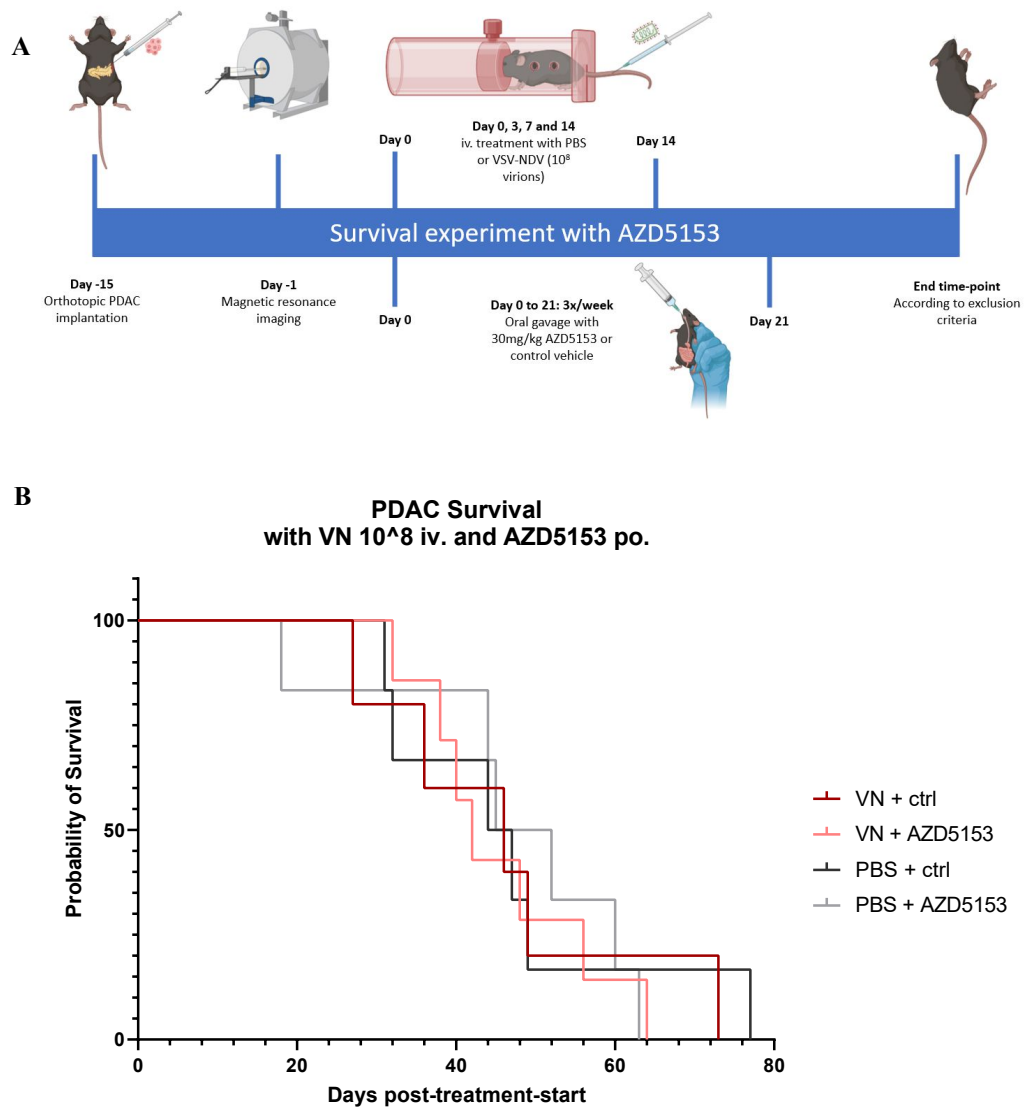 A
Day 0
Day 0, 3, 7 and 14
iv. treatment with PBS
or VSV-NDV (10⁸
virions)
Day 14
Survival experiment with AZD5153
Day -15
Orthotopic PDAC
implantation
Day -1
Magnetic resonance
imaging
Day 0
Day 0 to 21: 3x/week
Oral gavage with
30mg/kg AZD5153 or
control vehicle
Day 21
End time-point
According to exclusion
criteria
B
PDAC Survival
with VN 10^8 iv. and AZD5153 po.
Probability of Survival
100
50
0
0 20 40 60 80
Days post-treatment-start
VN + ctrl
VN + AZD5153
PBS + ctrl
PBS + AZD5153